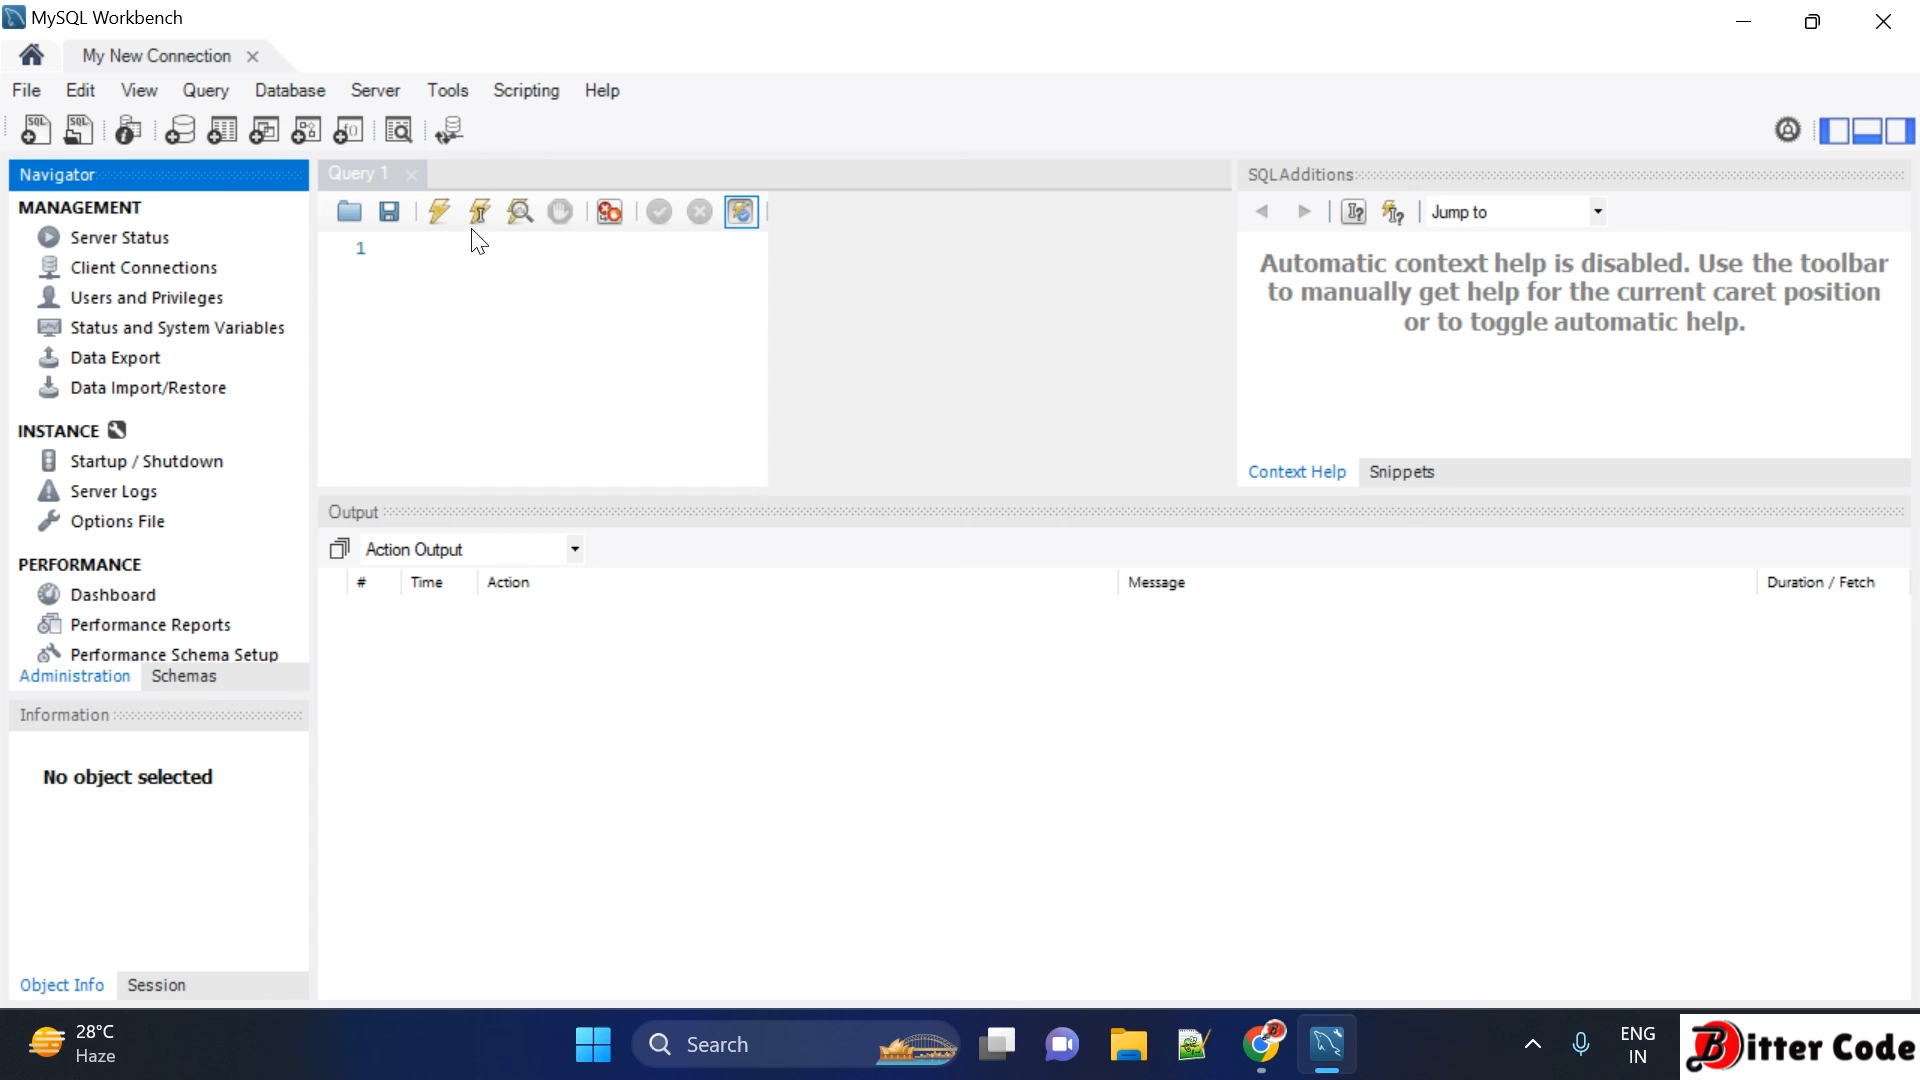 MySQL Workbench
My New Connection
File Edit View Query Database Server Tools Scripting Help
SQL SQL
Navigator
MANAGEMENT
Server Status
Client Connections
Users and Privileges
Status and System Variables
Data Export
Data Import/Restore
INSTANCE
Startup / Shutdown
Server Logs
Options File
PERFORMANCE
Dashboard
Performance Reports
Performance Schema Setup
Administration Schemas
Information
No object selected
Object Info Session
Query 1
1
SQLAdditions
Jump to
Automatic context help is disabled. Use the toolbar
to manually get help for the current caret position
or to toggle automatic help.
Context Help Snippets
Output
Action Output
# Time Action Message Duration / Fetch
28°C
Haze
Search
ENG
IN
Bitter Code